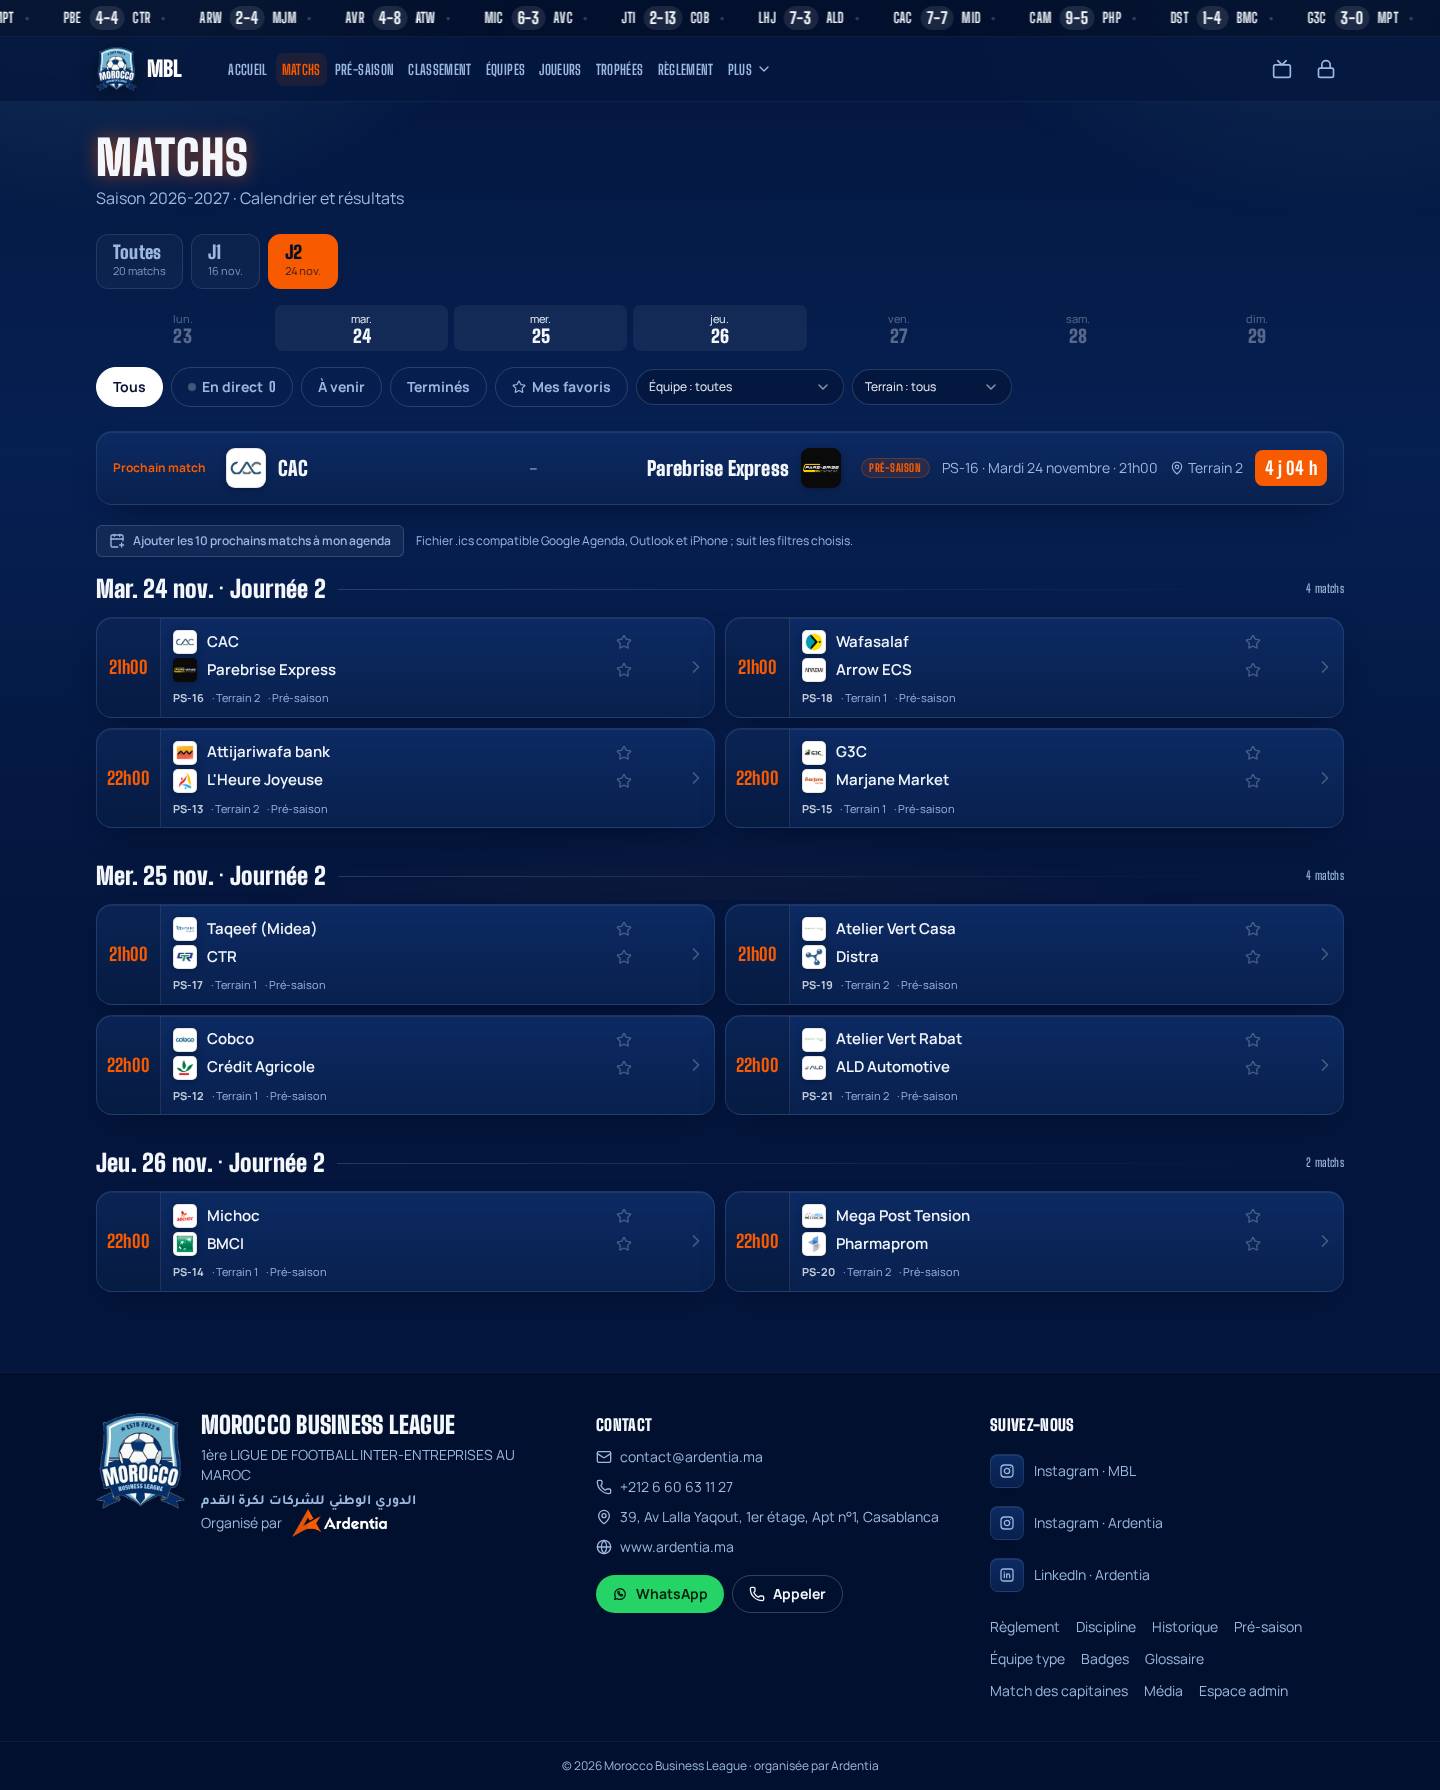 MPT • PBE 4-4 CTR • ARW 2-4 MJM • AVR 4-8 ATW • MIC 6-3 AVC • JTI 2-13 COB • LHJ 7-3 ALD • CAC 7-7 MID • CAM 9-5 PHP • DST 1-4 BMC • G3C 3-0 MPT •
MBL ACCUEIL MATCHS PRÉ-SAISON CLASSEMENT ÉQUIPES JOUEURS TROPHÉES RÈGLEMENT PLUS
MATCHS
Saison 2026-2027 · Calendrier et résultats
Toutes J1 J2
20 matchs 16 nov. 24 nov.
lun. mar. mer. jeu. ven. sam. dim.
23 24 25 26 27 28 29
Tous En direct 0 À venir Terminés Mes favoris Équipe : toutes Terrain : tous
Prochain match CAC – Parebrise Express PRÉ-SAISON PS-16 · Mardi 24 novembre · 21h00 Terrain 2 4 j 04 h
Ajouter les 10 prochains matchs à mon agenda Fichier .ics compatible Google Agenda, Outlook et iPhone ; suit les filtres choisis.
Mar. 24 nov. · Journée 2 4 matchs
21h00
CAC
Parebrise Express
PS-16 · Terrain 2 · Pré-saison
21h00
Wafasalaf
Arrow ECS
PS-18 · Terrain 1 · Pré-saison
22h00
Attijariwafa bank
L'Heure Joyeuse
PS-13 · Terrain 2 · Pré-saison
22h00
G3C
Marjane Market
PS-15 · Terrain 1 · Pré-saison
Mer. 25 nov. · Journée 2 4 matchs
21h00
Taqeef (Midea)
CTR
PS-17 · Terrain 1 · Pré-saison
21h00
Atelier Vert Casa
Distra
PS-19 · Terrain 2 · Pré-saison
22h00
Cobco
Crédit Agricole
PS-12 · Terrain 1 · Pré-saison
22h00
Atelier Vert Rabat
ALD Automotive
PS-21 · Terrain 2 · Pré-saison
Jeu. 26 nov. · Journée 2 2 matchs
22h00
Michoc
BMCI
PS-14 · Terrain 1 · Pré-saison
22h00
Mega Post Tension
Pharmaprom
PS-20 · Terrain 2 · Pré-saison
MOROCCO
BUSINESS LEAGUE
MOROCCO BUSINESS LEAGUE
1ère LIGUE DE FOOTBALL INTER-ENTREPRISES AU
MAROC
الدوري الوطني للشركات لكرة القدم
Organisé par Ardentia
CONTACT
contact@ardentia.ma
+212 6 60 63 11 27
39, Av Lalla Yaqout, 1er étage, Apt n°1, Casablanca
www.ardentia.ma
WhatsApp Appeler
SUIVEZ-NOUS
Instagram · MBL
Instagram · Ardentia
LinkedIn · Ardentia
Règlement Discipline Historique Pré-saison
Équipe type Badges Glossaire
Match des capitaines Média Espace admin
© 2026 Morocco Business League · organisée par Ardentia